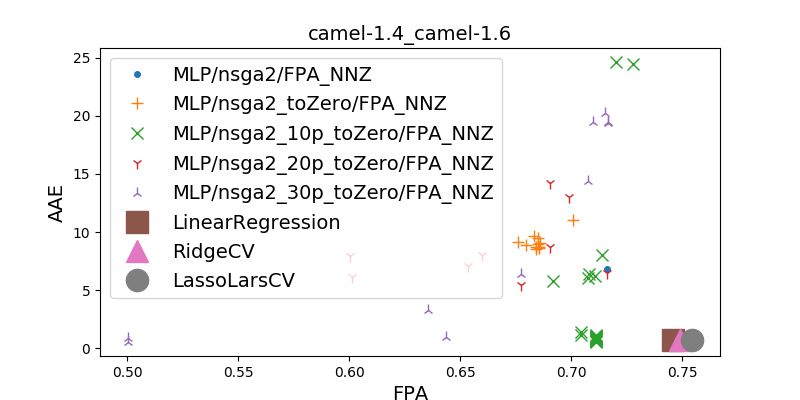 camel-1.4_camel-1.6
AAE
25
20
15
10
5
0
MLP/nsga2/FPA_NNZ
MLP/nsga2_toZero/FPA_NNZ
MLP/nsga2_10p_toZero/FPA_NNZ
MLP/nsga2_20p_toZero/FPA_NNZ
MLP/nsga2_30p_toZero/FPA_NNZ
LinearRegression
RidgeCV
LassoLarsCV
0.50 0.55 0.60 0.65 0.70 0.75
FPA